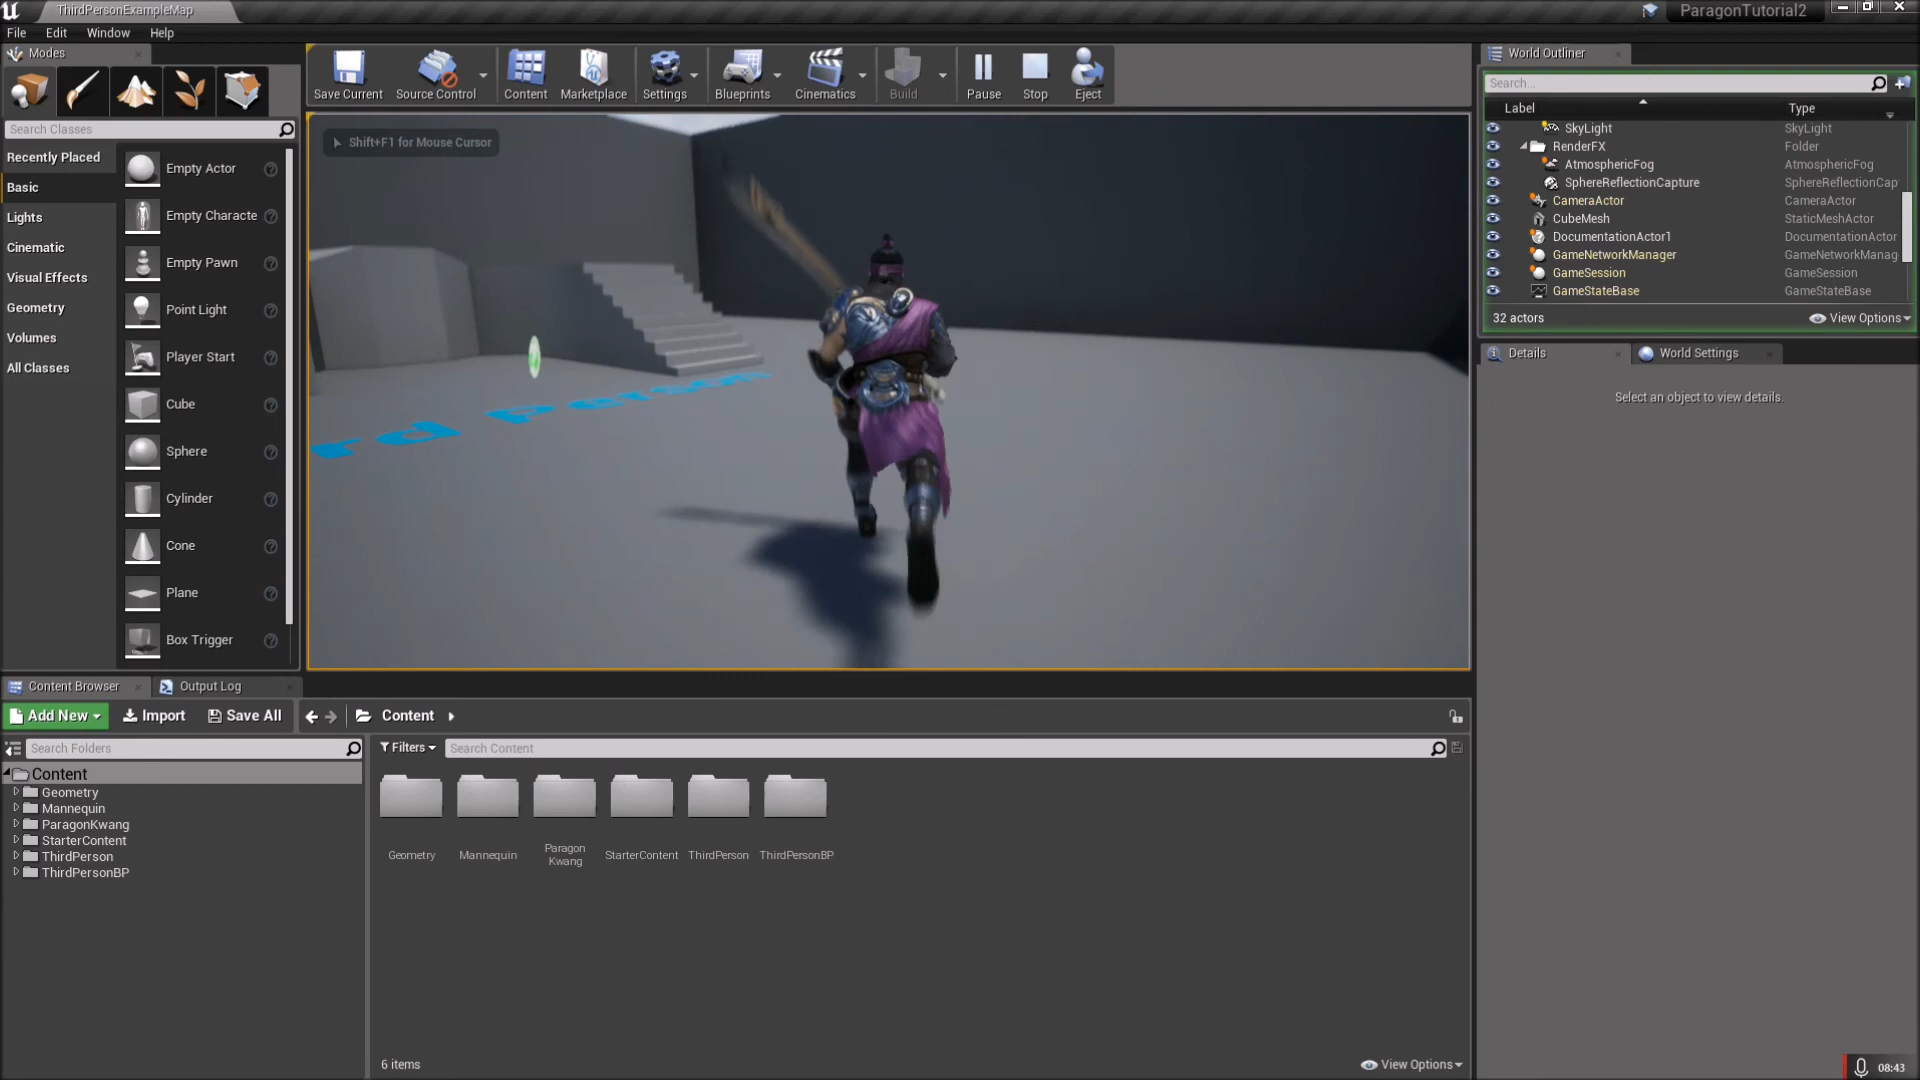 ThirdPersonExampleMap
ParagonTutorial2
File Edit Window Help
Modes
Search Classes
Recently Placed
Basic
Lights
Cinematic
Visual Effects
Geometry
Volumes
All Classes
Empty Actor
Empty Characte
Empty Pawn
Point Light
Player Start
Cube
Sphere
Cylinder
Cone
Plane
Box Trigger
Save Current
Source Control
Content
Marketplace
Settings
Blueprints
Cinematics
Build
Pause
Stop
Eject
Shift+F1 for Mouse Cursor
rd Person
World Outliner
Search...
Label Type
SkyLight SkyLight
RenderFX Folder
AtmosphericFog AtmosphericFog
SphereReflectionCapture SphereReflectionCap
CameraActor CameraActor
CubeMesh StaticMeshActor
DocumentationActor1 DocumentationActor
GameNetworkManager GameNetworkManag
GameSession GameSession
GameStateBase GameStateBase
32 actors
View Options
Details
World Settings
Select an object to view details.
Content Browser
Output Log
Add New
Import
Save All
Content
Search Folders
Content
Geometry
Mannequin
ParagonKwang
StarterContent
ThirdPerson
ThirdPersonBP
Filters
Search Content
Geometry
Mannequin
Paragon
Kwang
StarterContent
ThirdPerson
ThirdPersonBP
6 items
View Options
08:43